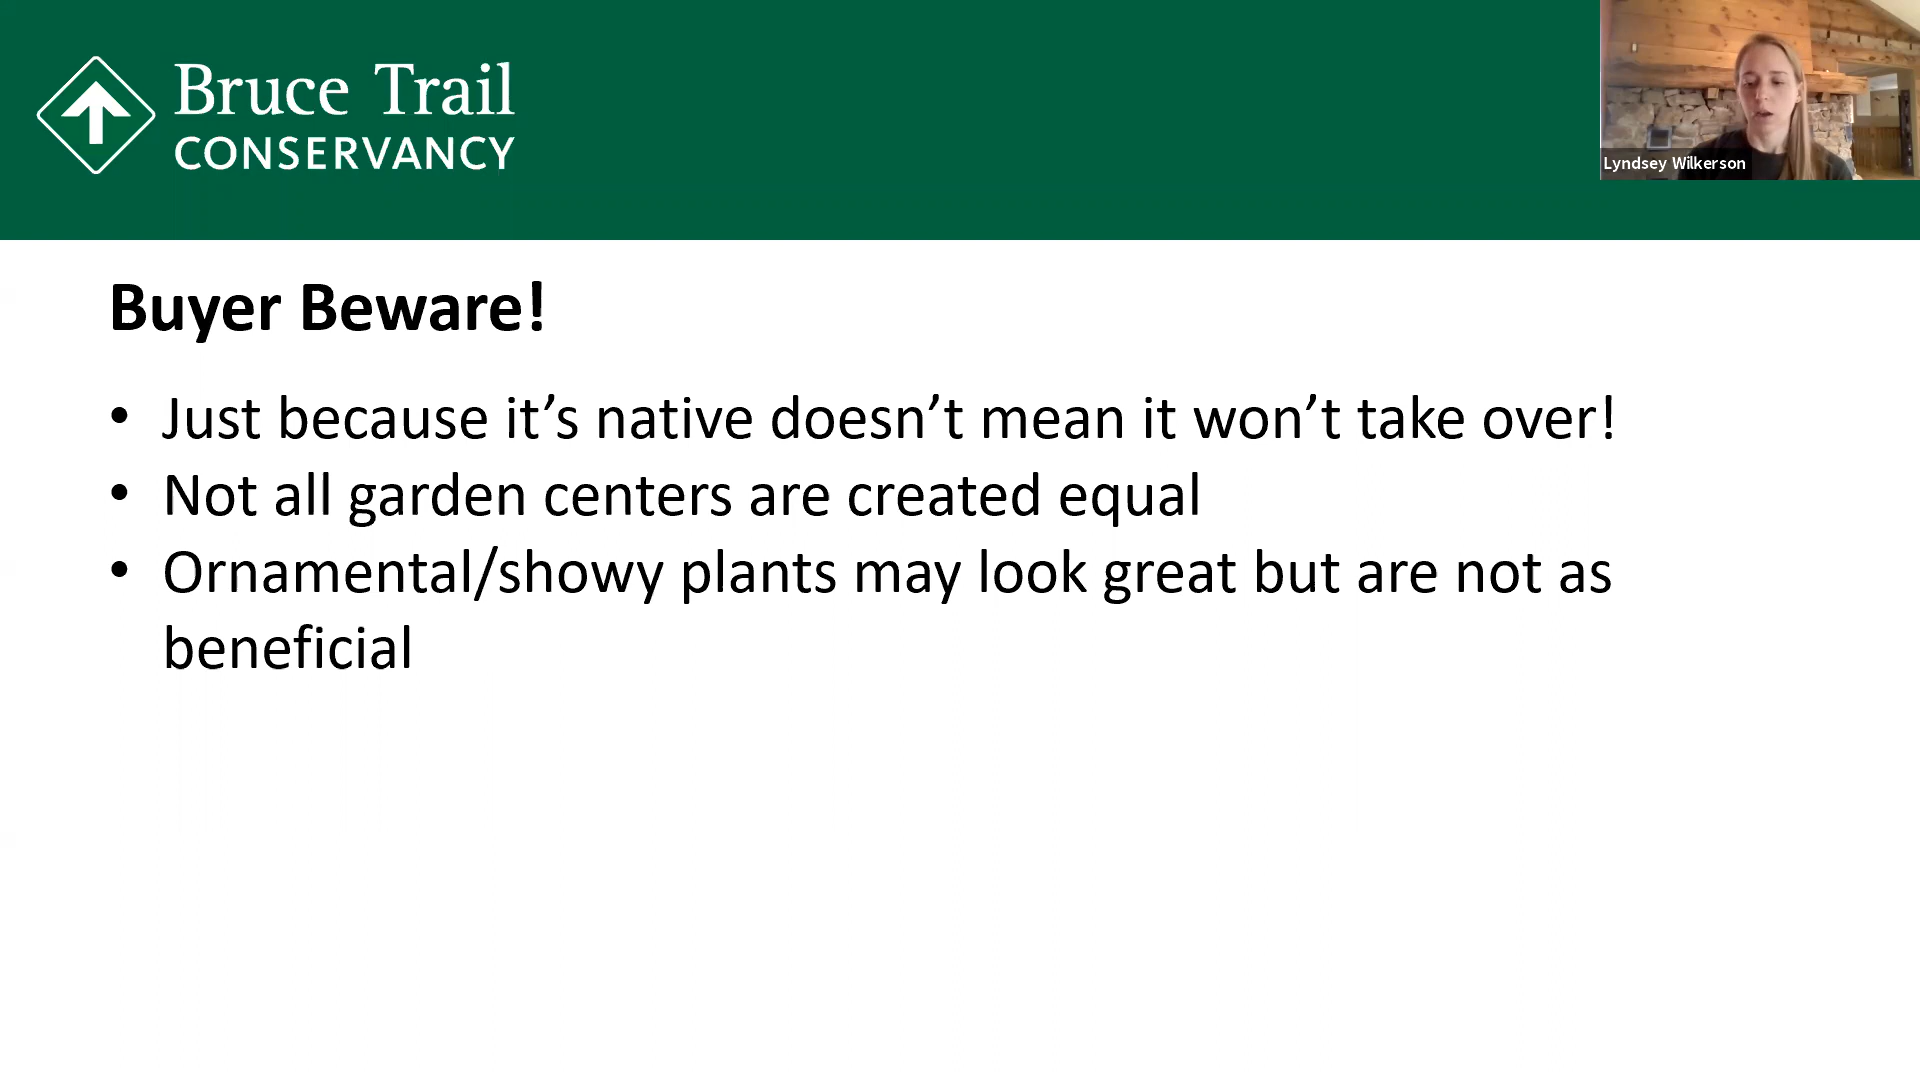 Bruce Trail
CONSERVANCY
Lyndsey Wilkerson
Buyer Beware!
• Just because it’s native doesn’t mean it won’t take over!
• Not all garden centers are created equal
• Ornamental/showy plants may look great but are not as
beneficial